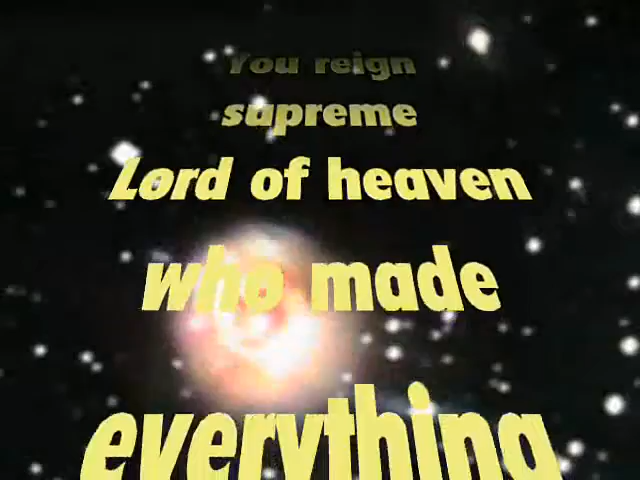 You reign
supreme
Lord of heaven
who made
everything